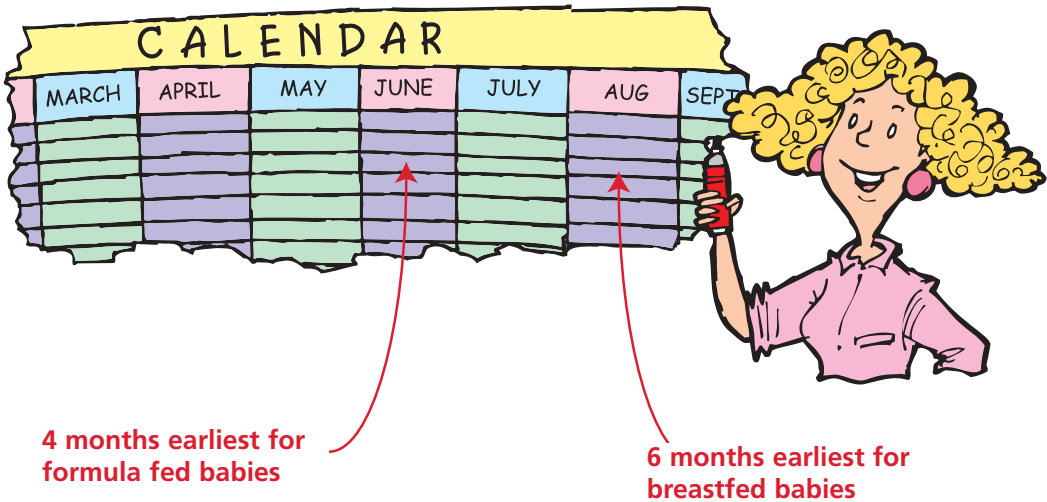 CALENDAR
MARCH APRIL MAY JUNE JULY AUG SEPT
4 months earliest for
formula fed babies
6 months earliest for
breastfed babies